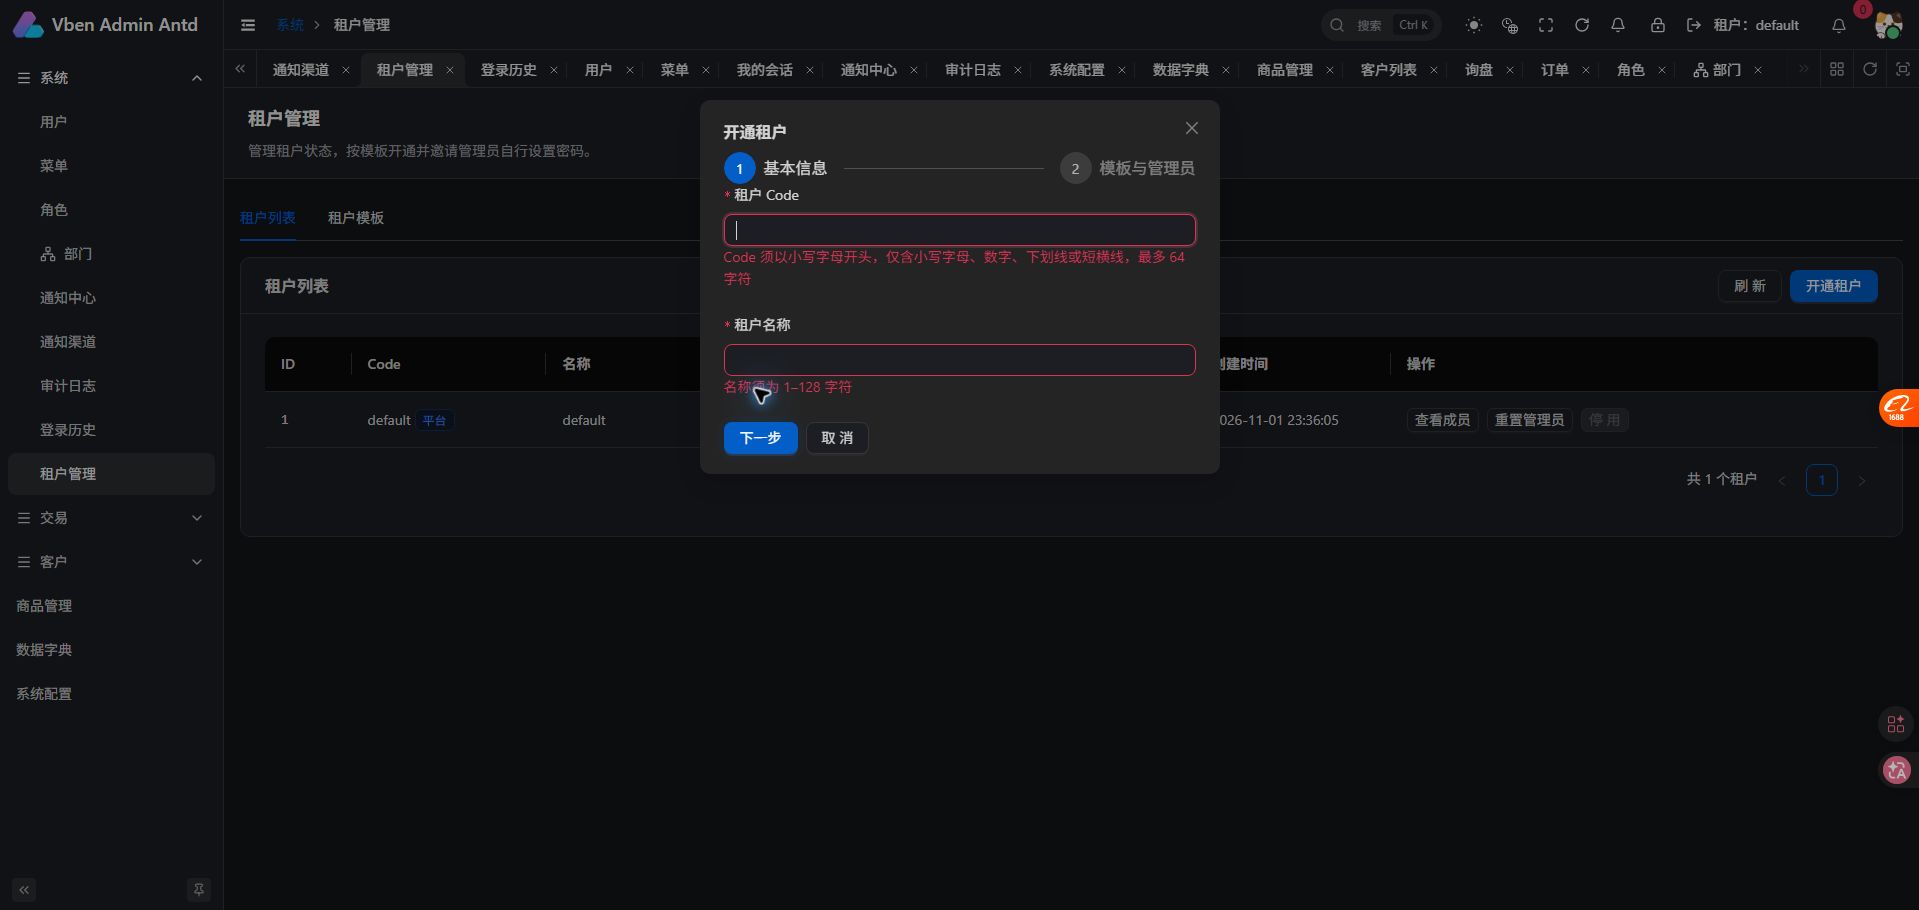 Vben Admin Antd
系统 > 租户管理
搜索 Ctrl K
租户：default
0
系统
通知渠道
租户管理
登录历史
用户
菜单
我的会话
通知中心
审计日志
系统配置
数据字典
商品管理
客户列表
询盘
订单
角色
部门
用户
菜单
角色
部门
通知中心
通知渠道
审计日志
登录历史
租户管理
交易
客户
商品管理
数据字典
系统配置
租户管理
管理租户状态，按模板开通并邀请管理员自行设置密码。
租户列表
租户模板
租户列表
刷 新
开通租户
ID
Code
名称
建时间
操作
1
default 平台
default
026-11-01 23:36:05
查看成员
重置管理员
停 用
共 1 个租户
1
开通租户
1 基本信息
2 模板与管理员
* 租户 Code
Code 须以小写字母开头，仅含小写字母、数字、下划线或短横线，最多 64
字符
* 租户名称
名称须为 1–128 字符
下一步
取 消
1688